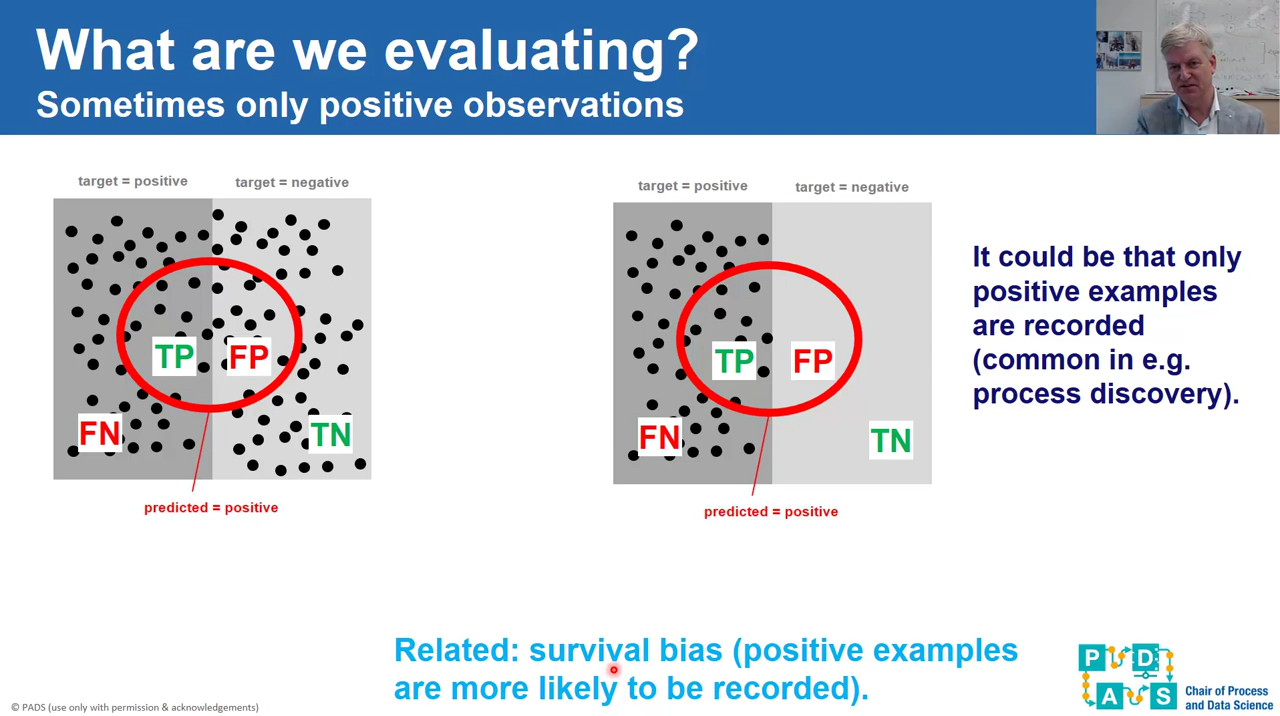 What are we evaluating?
Sometimes only positive observations
target = positive
target = negative
TP
FP
FN
TN
predicted = positive
target = positive
target = negative
TP
FP
FN
TN
predicted = positive
It could be that only
positive examples
are recorded
(common in e.g.
process discovery).
Related: survival bias (positive examples
are more likely to be recorded).
P D
A S
Chair of Process
and Data Science
© PADS (use only with permission & acknowledgements)